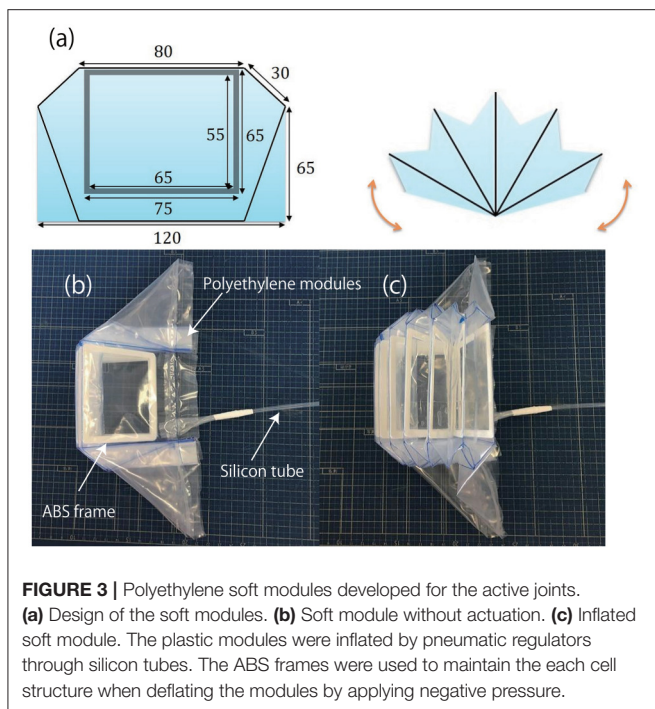 (a)
80
30
55
65
65
65
75
120
(b)
Polyethylene modules
(c)
Silicon tube
ABS frame
FIGURE 3 | Polyethylene soft modules developed for the active joints.
(a) Design of the soft modules. (b) Soft module without actuation. (c) Inflated
soft module. The plastic modules were inflated by pneumatic regulators
through silicon tubes. The ABS frames were used to maintain the each cell
structure when deflating the modules by applying negative pressure.